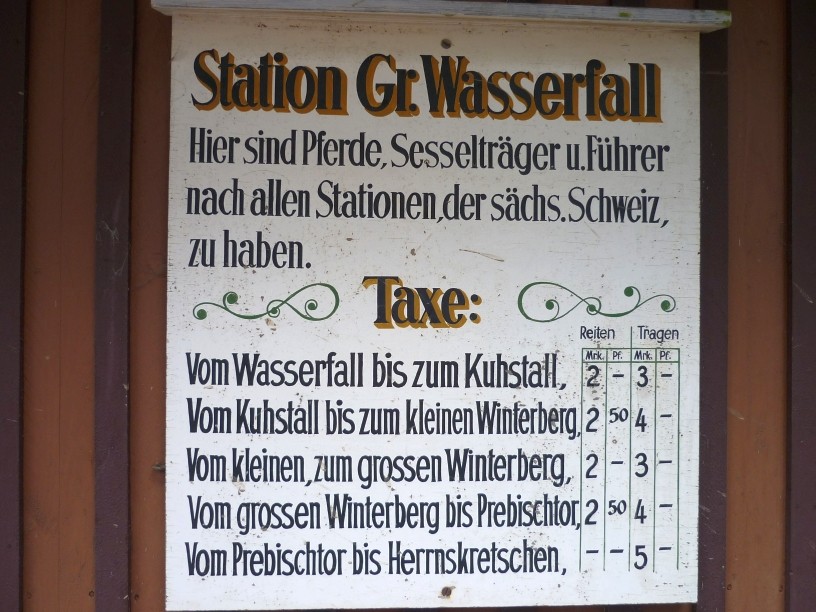 Station Gr. Wasserfall
Hier sind Pferde, Sesselträger u. Führer
nach allen Stationen, der sächs. Schweiz,
zu haben.
Taxe:
Reiten Tragen
Mrk. Pf. Mrk. Pf.
Vom Wasserfall bis zum Kuhstall, 2 – 3 –
Vom Kuhstall bis zum kleinen Winterberg, 2 50 4 –
Vom kleinen, zum grossen Winterberg, 2 – 3 –
Vom grossen Winterberg bis Prebischtor, 2 50 4 –
Vom Prebischtor bis Herrnskretschen, – – 5 –